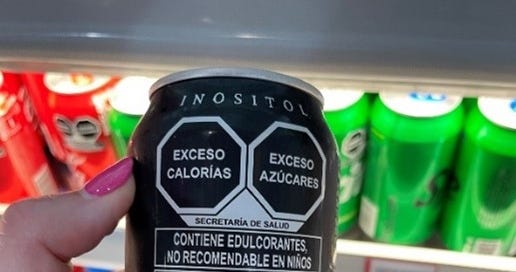 INOSITOL
EXCESO
CALORÍAS
EXCESO
AZÚCARES
SECRETARÍA DE SALUD
CONTIENE EDULCORANTES,
NO RECOMENDABLE EN NIÑOS